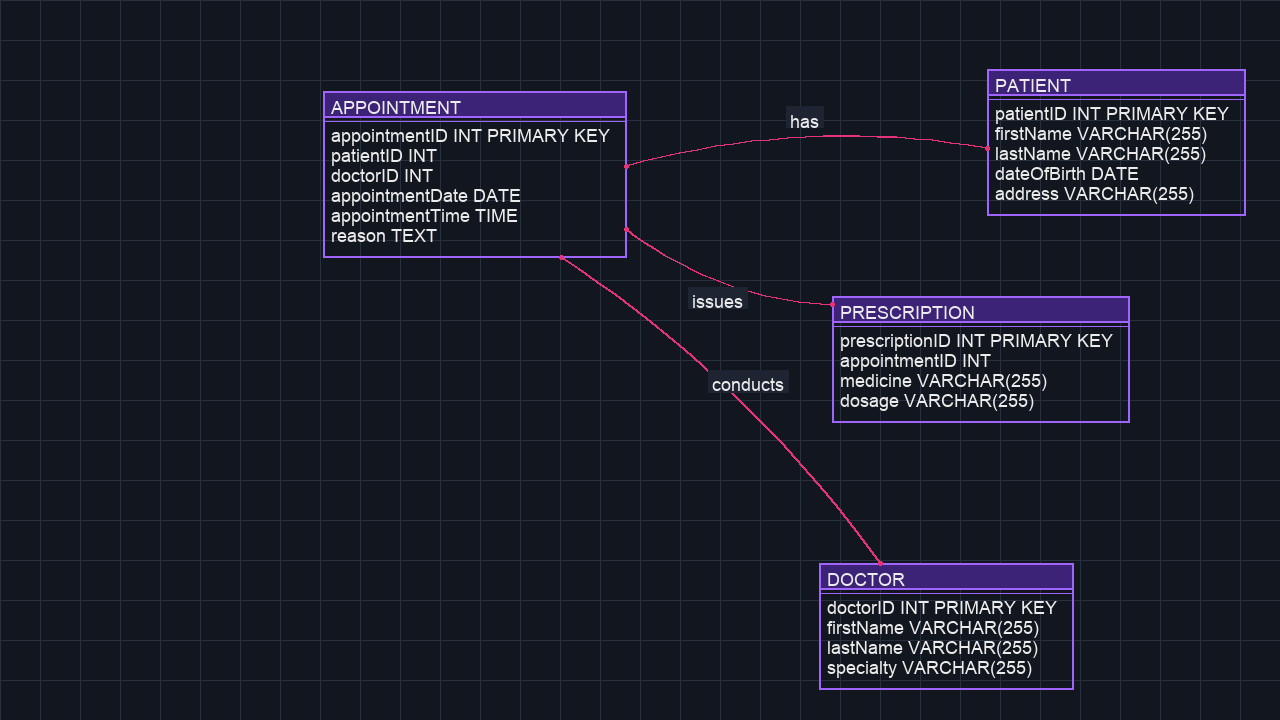 APPOINTMENT
appointmentID INT PRIMARY KEY
patientID INT
doctorID INT
appointmentDate DATE
appointmentTime TIME
reason TEXT
has
PATIENT
patientID INT PRIMARY KEY
firstName VARCHAR(255)
lastName VARCHAR(255)
dateOfBirth DATE
address VARCHAR(255)
issues
PRESCRIPTION
prescriptionID INT PRIMARY KEY
appointmentID INT
medicine VARCHAR(255)
dosage VARCHAR(255)
conducts
DOCTOR
doctorID INT PRIMARY KEY
firstName VARCHAR(255)
lastName VARCHAR(255)
specialty VARCHAR(255)